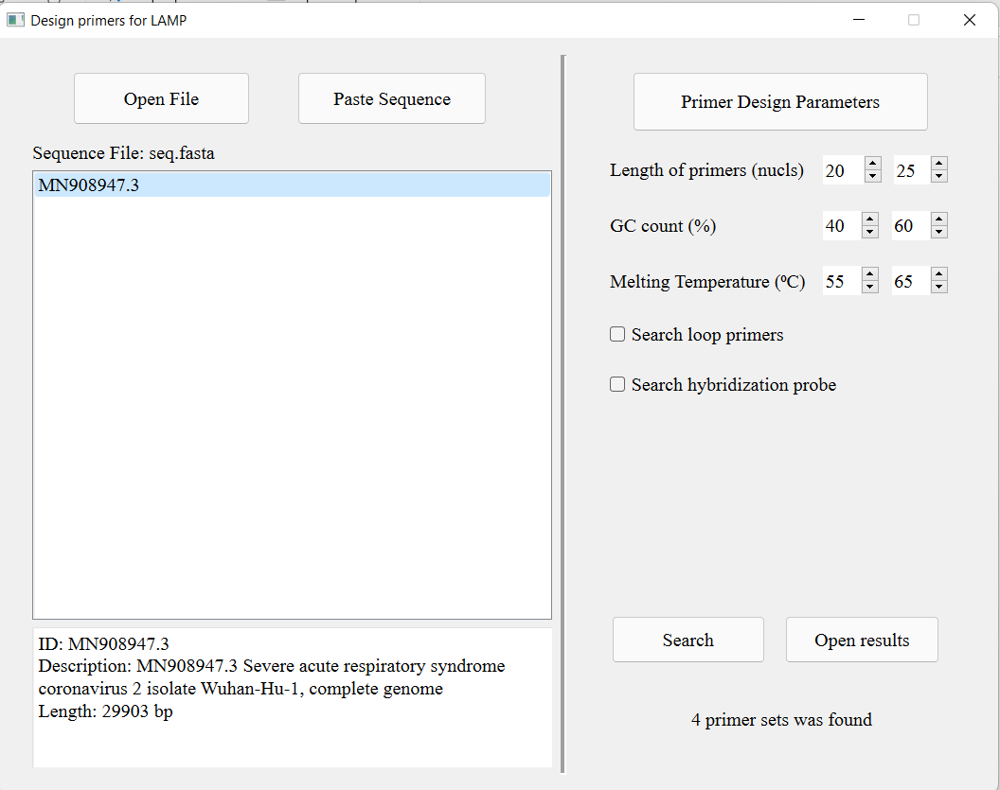 Design primers for LAMP
Open File
Paste Sequence
Sequence File: seq.fasta
MN908947.3
ID: MN908947.3
Description: MN908947.3 Severe acute respiratory syndrome
coronavirus 2 isolate Wuhan-Hu-1, complete genome
Length: 29903 bp
Primer Design Parameters
Length of primers (nucls) 20 25
GC count (%) 40 60
Melting Temperature (⁰C) 55 65
Search loop primers
Search hybridization probe
Search
Open results
4 primer sets was found